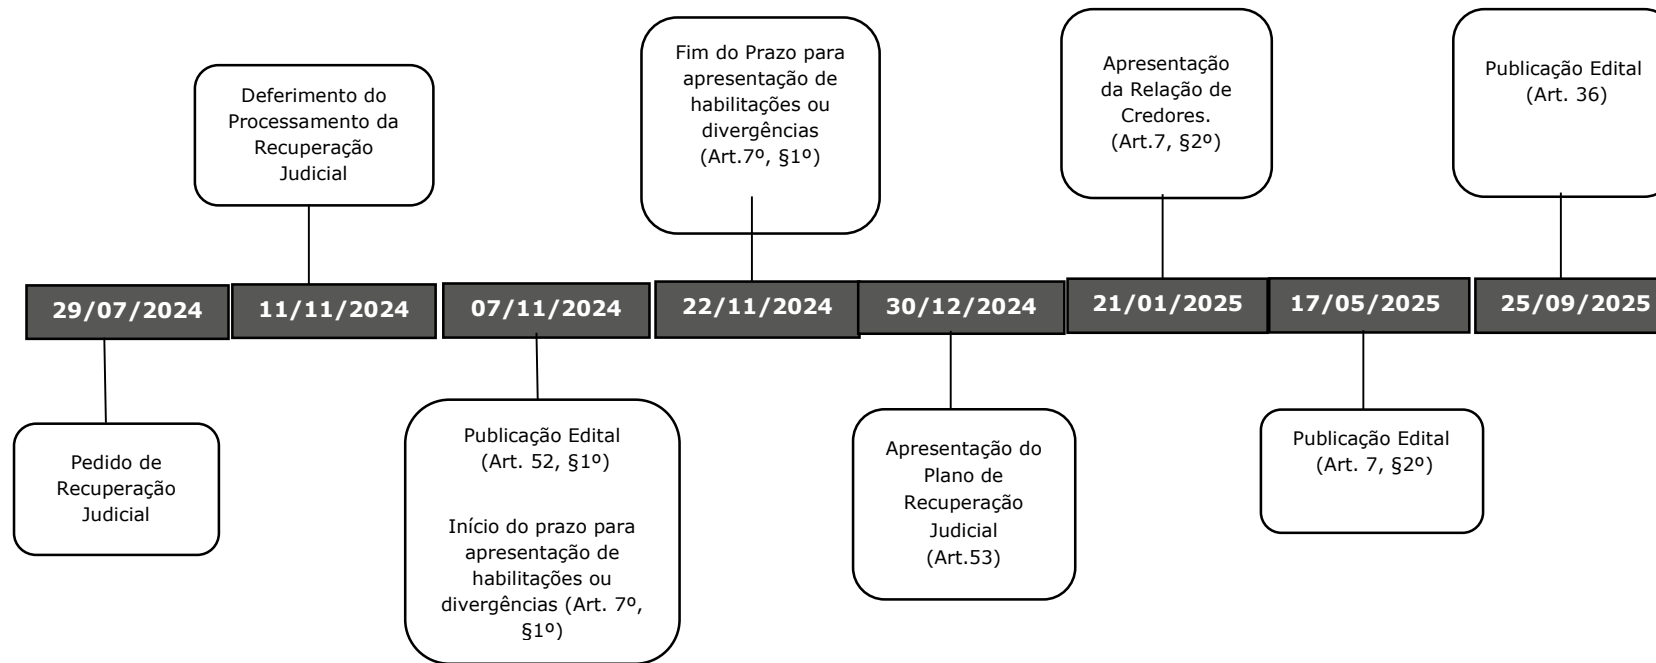 Deferimento do
Processamento da
Recuperação
Judicial
Fim do Prazo para
apresentação de
habilitações ou
divergências
(Art.7º, §1º)
Apresentação
da Relação de
Credores.
(Art.7, §2º)
Publicação Edital
(Art. 36)
29/07/2024
11/11/2024
07/11/2024
22/11/2024
30/12/2024
21/01/2025
17/05/2025
25/09/2025
Pedido de
Recuperação
Judicial
Publicação Edital
(Art. 52, §1º)
Início do prazo para
apresentação de
habilitações ou
divergências (Art. 7º,
§1º)
Apresentação do
Plano de
Recuperação
Judicial
(Art.53)
Publicação Edital
(Art. 7, §2º)